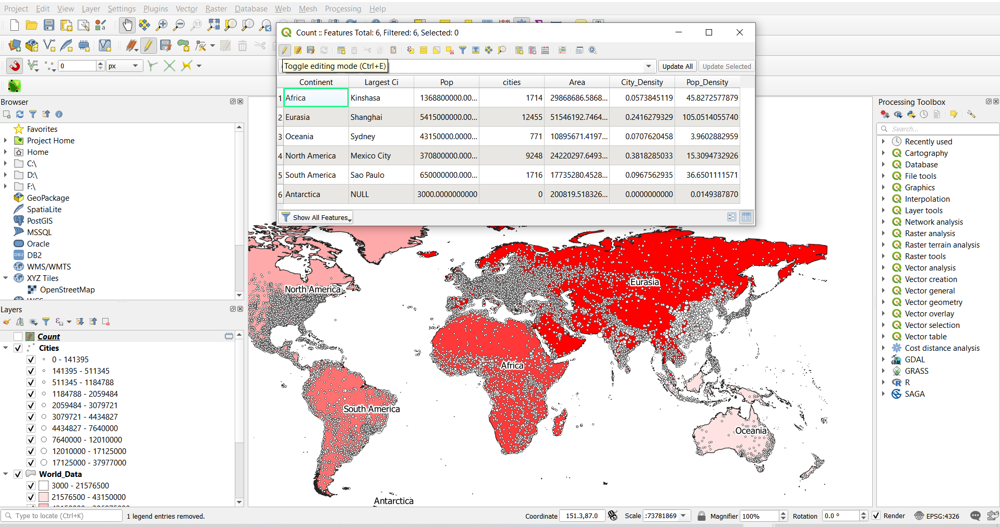 Project Edit View Layer Settings Plugins Vector Raster Database Web Mesh Processing Help
Count :: Features Total: 6, Filtered: 6, Selected: 0
Toggle editing mode (Ctrl+E)
Update All Update Selected
Continent Largest Ci Pop cities Area City_Density Pop_Density
1 Africa Kinshasa 1368800000.00... 1714 29868686.5868... 0.0573845119 45.8272577879
2 Eurasia Shanghai 5415000000.00... 12455 51546192.7464... 0.2416279329 105.0514055740
3 Oceania Sydney 43150000.0000... 771 10895671.4197... 0.0707620458 3.9602882959
4 North America Mexico City 370800000.000... 9248 24220297.6493... 0.3818285033 15.3094732926
5 South America Sao Paulo 650000000.000... 1716 17735280.4528... 0.0967562935 36.6501111571
6 Antarctica NULL 3000.0000000000 0 200819.518326... 0.0000000000 0.0149387870
Show All Features
0 px
Browser
Favorites
Project Home
Home
C:\
D:\
F:\
GeoPackage
SpatiaLite
PostGIS
MSSQL
Oracle
DB2
WMS/WMTS
XYZ Tiles
OpenStreetMap
Layers
Count
Cities
0 - 141395
141395 - 511345
511345 - 1184788
1184788 - 2059484
2059484 - 3079721
3079721 - 4434827
4434827 - 7640000
7640000 - 12010000
12010000 - 17125000
17125000 - 37977000
World_Data
3000 - 21576500
21576500 - 43150000
North America
Eurasia
Africa
South America
Oceania
Antarctica
Processing Toolbox
Search...
Recently used
Cartography
Database
File tools
Graphics
Interpolation
Layer tools
Network analysis
Raster analysis
Raster terrain analysis
Raster tools
Vector analysis
Vector creation
Vector general
Vector geometry
Vector overlay
Vector selection
Vector table
Cost distance analysis
GDAL
GRASS
R
SAGA
Type to locate (Ctrl+K) 1 legend entries removed. Coordinate 151.3,87.0 Scale :73781869 Magnifier 100% Rotation 0.0 ° Render EPSG:4326